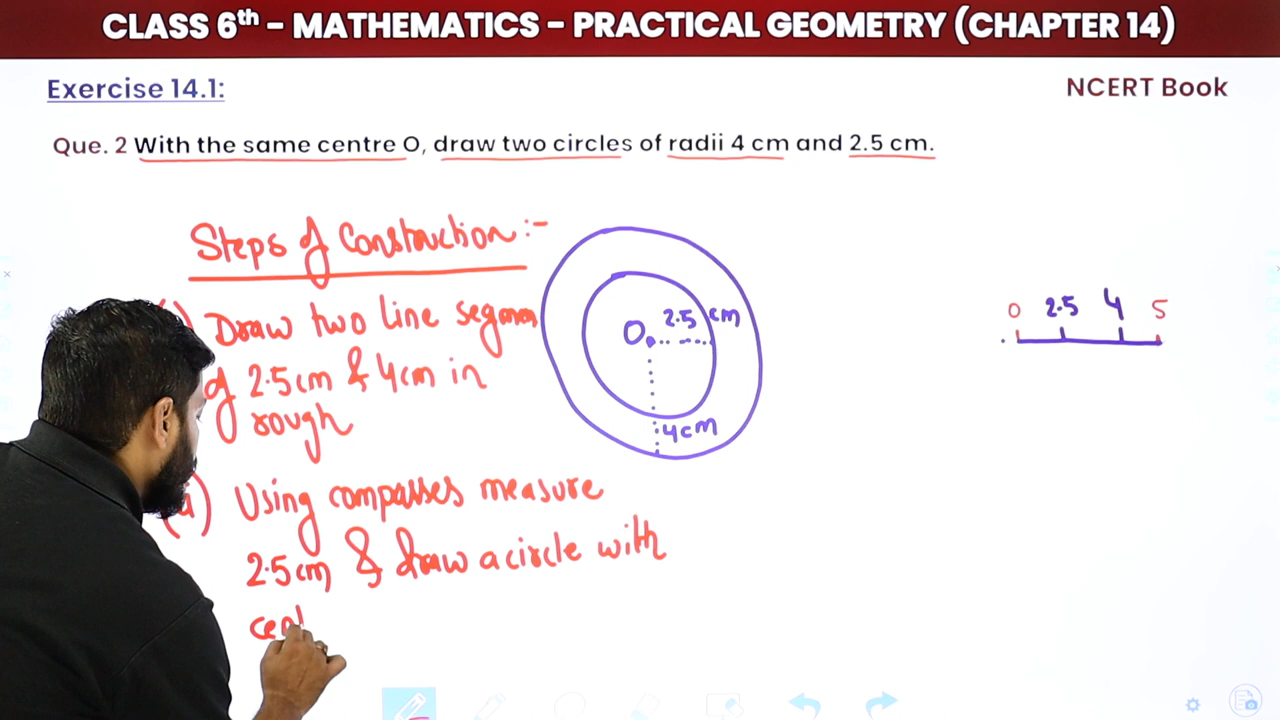 CLASS 6th - MATHEMATICS - PRACTICAL GEOMETRY (CHAPTER 14)
Exercise 14.1:
NCERT Book
Que. 2 With the same centre O, draw two circles of radii 4 cm and 2.5 cm.
Steps of Construction :-
Draw two line
of 2.5cm & 4cm in
rough
Using compasses measure
2.5cm & draw a circle with
O
2.5 cm
4cm
0 2.5 4 5